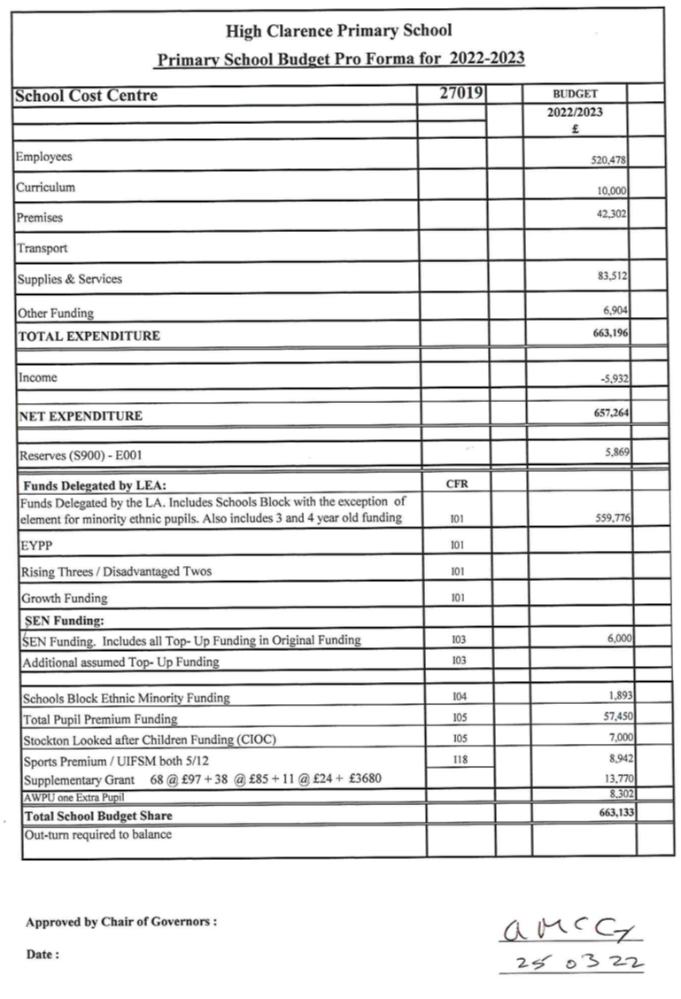 High Clarence Primary School
Primary School Budget Pro Forma for 2022-2023
School Cost Centre 27019 BUDGET
2022/2023
£
Employees 520,478
Curriculum 10,000
Premises 42,302
Transport
Supplies & Services 83,512
Other Funding 6,904
TOTAL EXPENDITURE 663,196
Income -5,932
NET EXPENDITURE 657,264
Reserves (S900) - E001 5,869
Funds Delegated by LEA: CFR
Funds Delegated by the LA. Includes Schools Block with the exception of
element for minority ethnic pupils. Also includes 3 and 4 year old funding I01 559,776
EYPP I01
Rising Threes / Disadvantaged Twos I01
Growth Funding I01
SEN Funding:
SEN Funding. Includes all Top- Up Funding in Original Funding I03 6,000
Additional assumed Top- Up Funding I03
Schools Block Ethnic Minority Funding I04 1,893
Total Pupil Premium Funding I05 57,450
Stockton Looked after Children Funding (CIOC) I05 7,000
Sports Premium / UIFSM both 5/12 I18 8,942
Supplementary Grant 68 @ £97 + 38 @ £85 + 11 @ £24 + £3680 13,770
AWPU one Extra Pupil 8,302
Total School Budget Share 663,133
Out-turn required to balance
Approved by Chair of Governors :
Date : 25 03 22